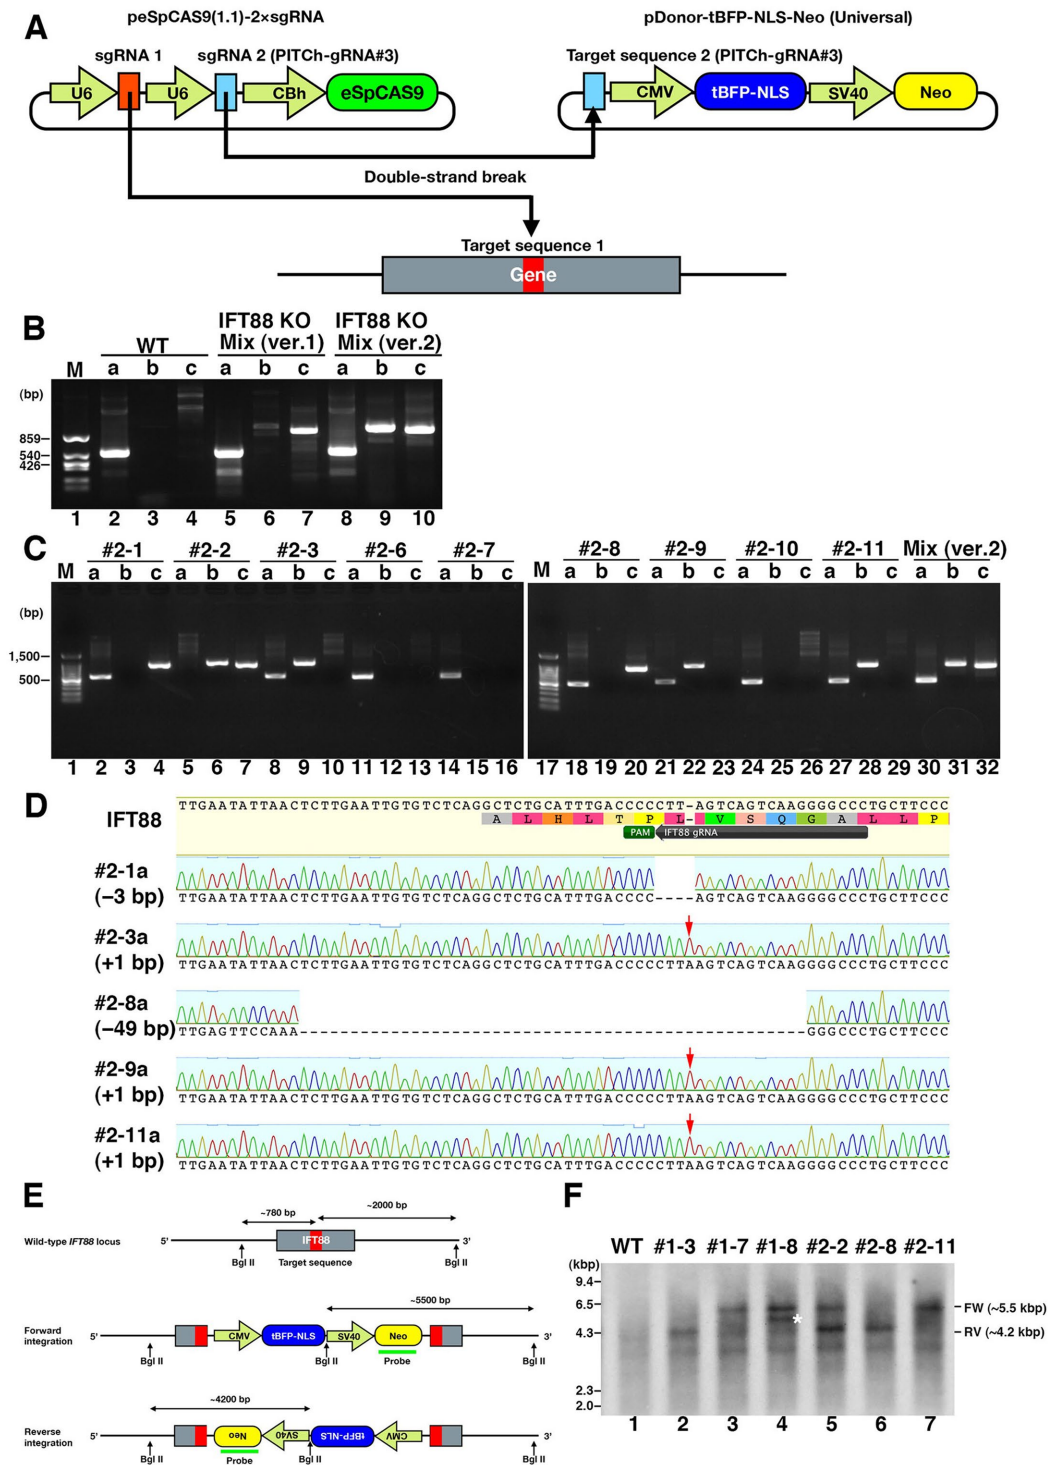 A
peSpCAS9(1.1)-2×sgRNA
pDonor-tBFP-NLS-Neo (Universal)
sgRNA 1
sgRNA 2 (PITCh-gRNA#3)
Target sequence 2 (PITCh-gRNA#3)
U6
U6
CBh
eSpCAS9
CMV
tBFP-NLS
SV40
Neo
Double-strand break
Target sequence 1
Gene
B
WT
IFT88 KO
Mix (ver.1)
IFT88 KO
Mix (ver.2)
M a b c a b c a b c
(bp)
859
540
426
1 2 3 4 5 6 7 8 9 10
C
#2-1 #2-2 #2-3 #2-6 #2-7
M a b c a b c a b c a b c a b c
#2-8 #2-9 #2-10 #2-11 Mix (ver.2)
M a b c a b c a b c a b c a b c
(bp)
1,500
500
1 2 3 4 5 6 7 8 9 10 11 12 13 14 15 16
17 18 19 20 21 22 23 24 25 26 27 28 29 30 31 32
D
IFT88
TTGAATATTAACTCTTGAATTGTGTCTCAGGCTCTGCATTTGACCCCCTT-AGTCAGTCAAGGGGCCCTGCTTCCC
A L H L T P L - V S Q G A L L P
PAM
IFT88 gRNA
#2-1a
(−3 bp)
TTGAATATTAACTCTTGAATTGTGTCTCAGGCTCTGCATTTGACCCC----AGTCAGTCAAGGGGCCCTGCTTCCC
#2-3a
(+1 bp)
TTGAATATTAACTCTTGAATTGTGTCTCAGGCTCTGCATTTGACCCCCTTAAGTCAGTCAAGGGGCCCTGCTTCCC
#2-8a
(−49 bp)
TTGAGTTCCAAA--------------------------------------------------GGGCCCTGCTTCCC
#2-9a
(+1 bp)
TTGAATATTAACTCTTGAATTGTGTCTCAGGCTCTGCATTTGACCCCCTTAAGTCAGTCAAGGGGCCCTGCTTCCC
#2-11a
(+1 bp)
TTGAATATTAACTCTTGAATTGTGTCTCAGGCTCTGCATTTGACCCCCTTAAGTCAGTCAAGGGGCCCTGCTTCCC
E
~780 bp
~2000 bp
Wild-type IFT88 locus
5'
IFT88
3'
Bgl II
Target sequence
Bgl II
~5500 bp
Forward
integration
5'
CMV
tBFP-NLS
SV40
Neo
3'
Bgl II
Bgl II
Probe
Bgl II
~4200 bp
Reverse
integration
5'
Neo
SV40
tBFP-NLS
CMV
3'
Bgl II
Probe
Bgl II
Bgl II
F
WT #1-3 #1-7 #1-8 #2-2 #2-8 #2-11
(kbp)
9.4
6.5
4.3
2.3
2.0
*
FW (~5.5 kbp)
RV (~4.2 kbp)
1 2 3 4 5 6 7